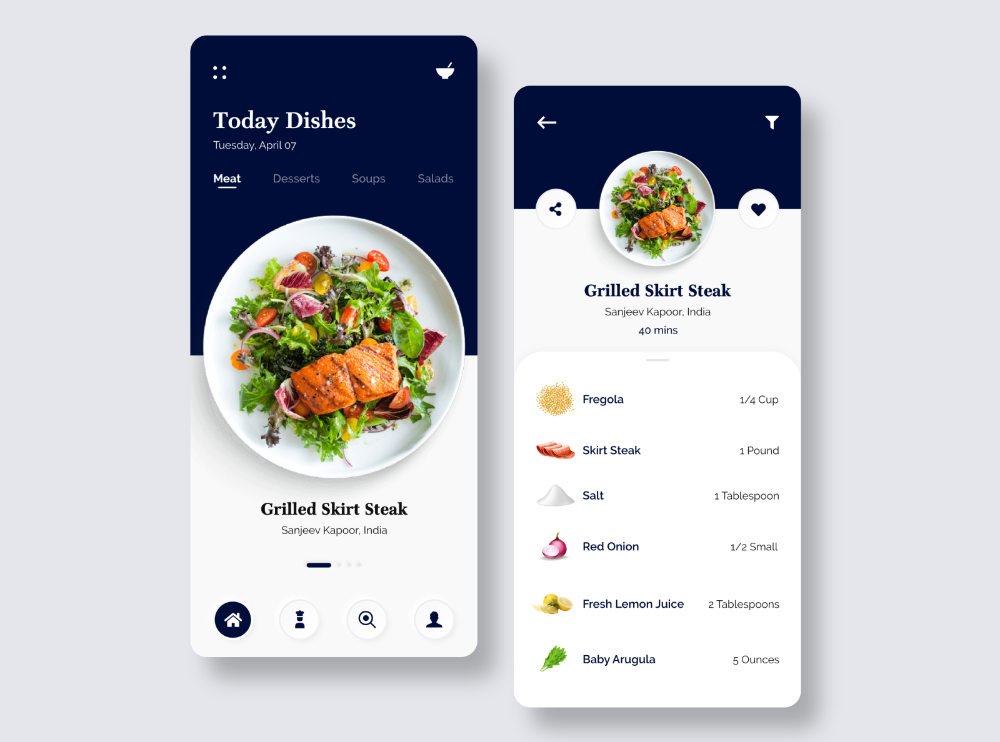 Today Dishes
Tuesday, April 07
Meat Desserts Soups Salads
Grilled Skirt Steak
Sanjeev Kapoor, India
Grilled Skirt Steak
Sanjeev Kapoor, India
40 mins
Fregola 1/4 Cup
Skirt Steak 1 Pound
Salt 1 Tablespoon
Red Onion 1/2 Small
Fresh Lemon Juice 2 Tablespoons
Baby Arugula 5 Ounces